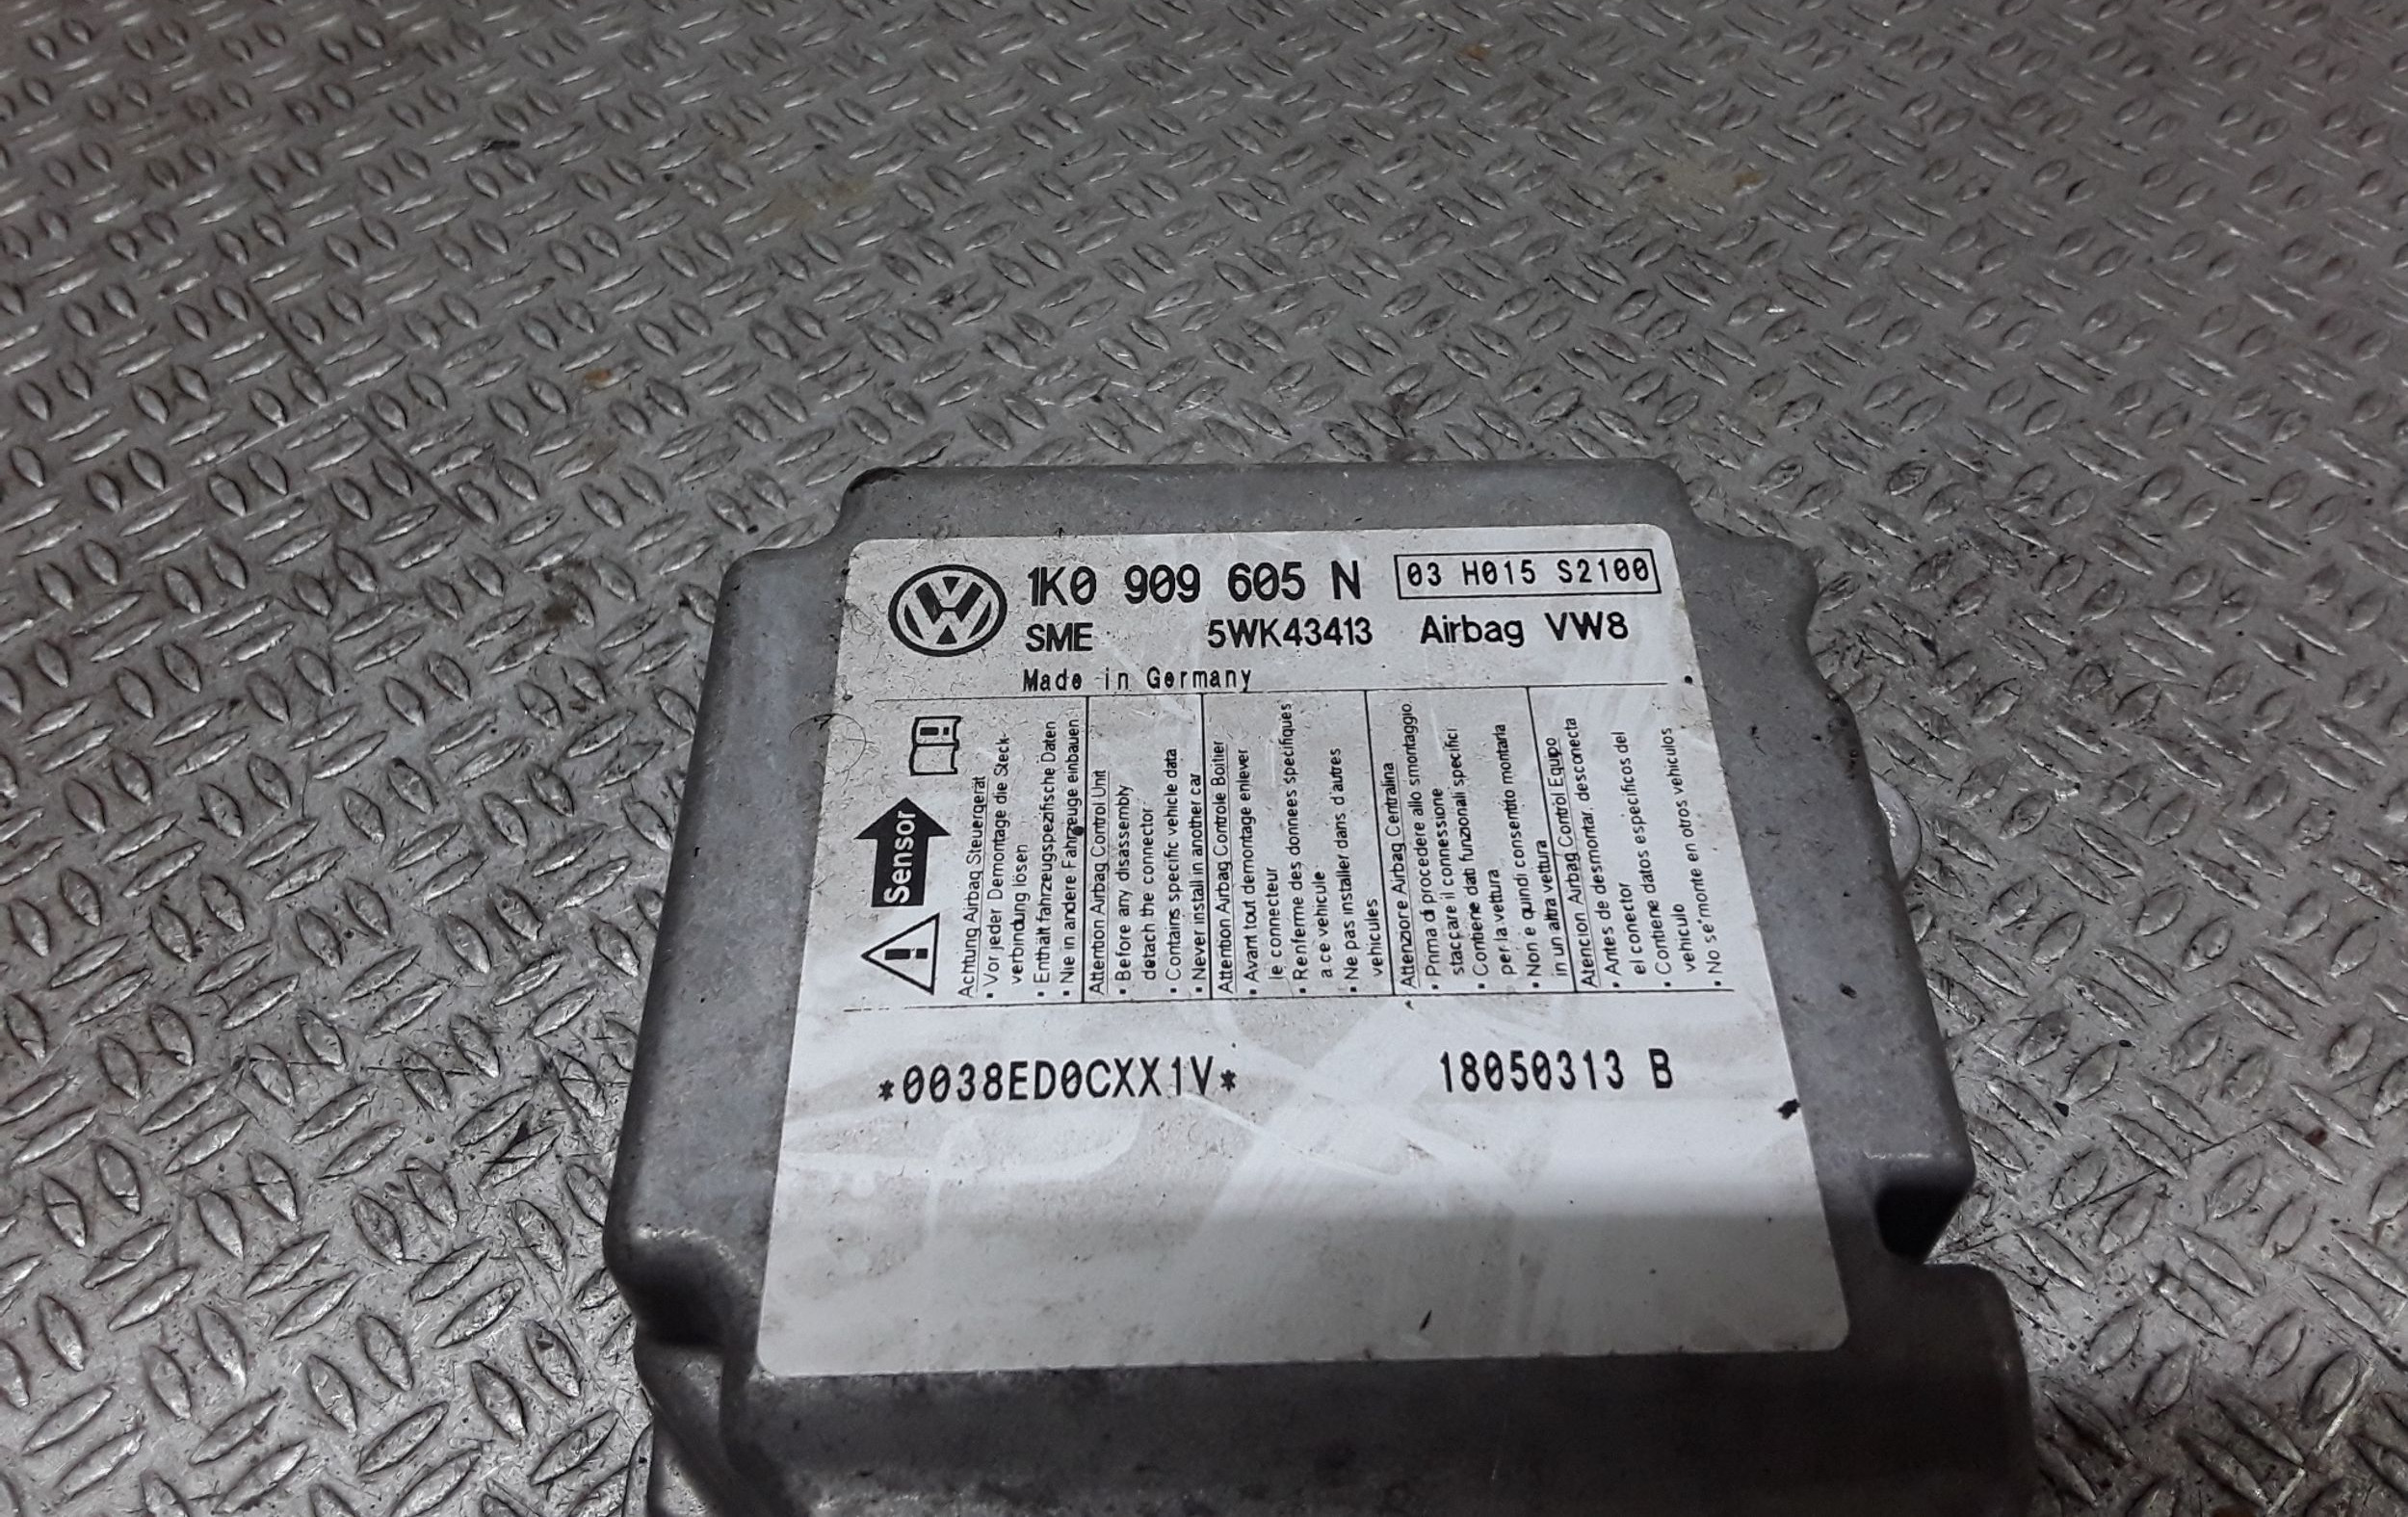 1K0 909 605 N
03 H015 S2100
SME 5WK43413 Airbag VW8
Made in Germany
Sensor
Achtung Airbag Steuergerät
• Vor jeder Demontage die Steck-
verbindung lösen
• Enthält fahrzeugspezifische Daten
• Nie in andere Fahrzeuge einbauen
Attention Airbag Control Unit
• Before any disassembly
detach the connector
• Contains specific vehicle data
• Never install in another car
Attention Airbag Controle Boitier
• Avant tout demontage enlever
le connecteur
• Renferme des donnees specifiques
a ce vehicule
• Ne pas installer dans d'autres
vehicules
Attenzione Airbag Centralina
• Prima di procedere allo smontaggio
staccare il connessione
• Contiene dati funzionali specifici
per la vettura
• Non e quindi consentito montarla
in un altra vettura
Atencion Airbag Control Equipo
• Antes de desmontar, desconecta
el conector
• Contiene datos especificos del
vehiculo
• No se monte en otros vehiculos
*0038ED0CXX1V*
18050313 B